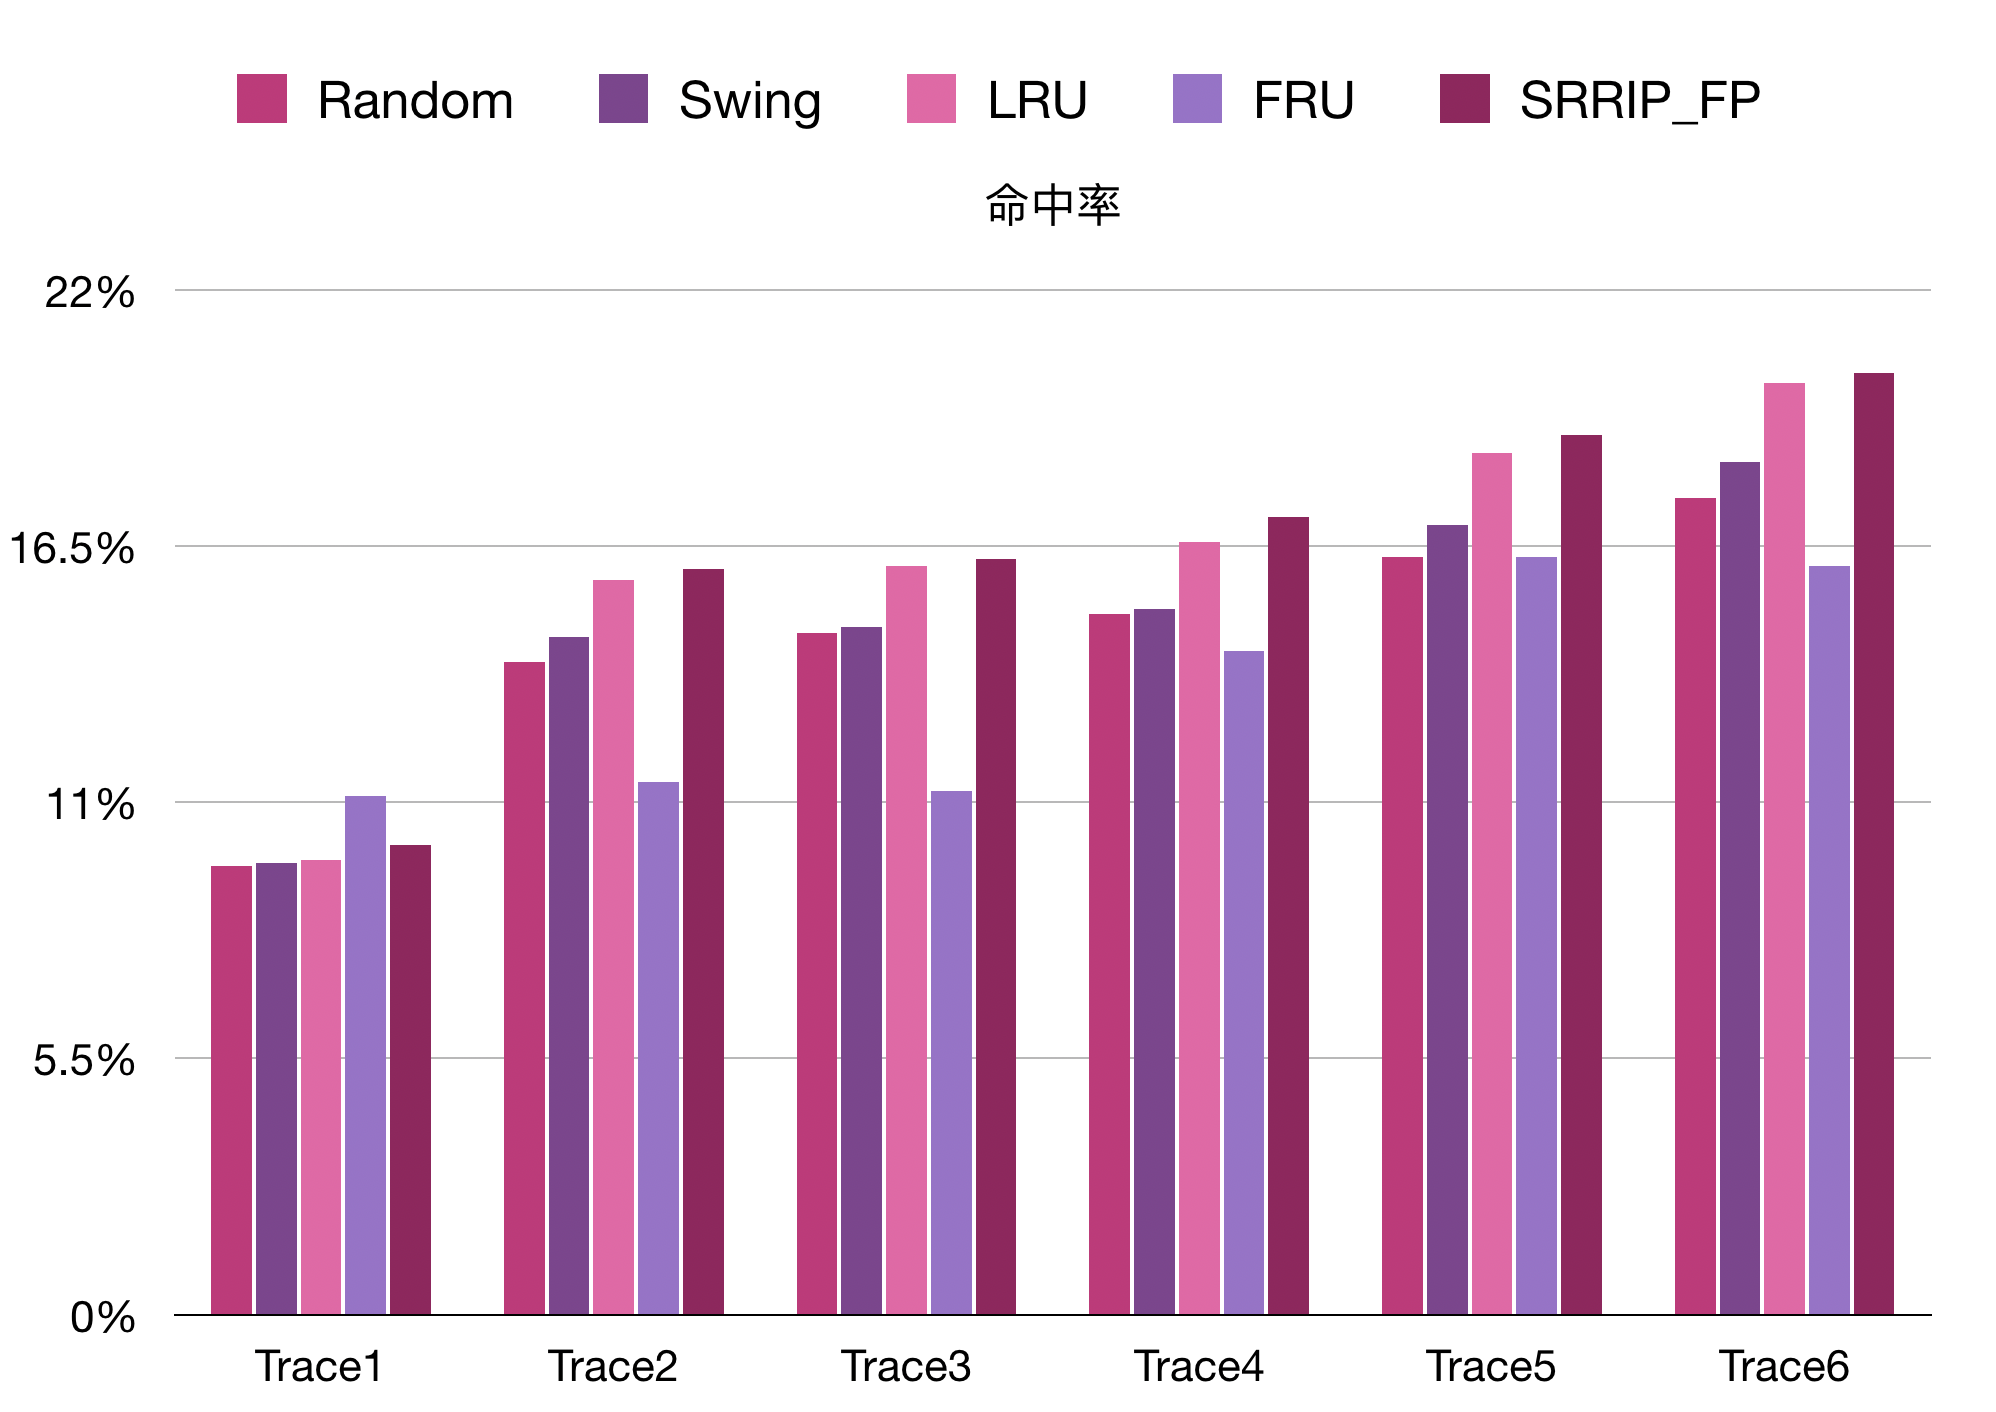 Random Swing LRU FRU SRRIP_FP
命中率
22%
16.5%
11%
5.5%
0%
Trace1 Trace2 Trace3 Trace4 Trace5 Trace6